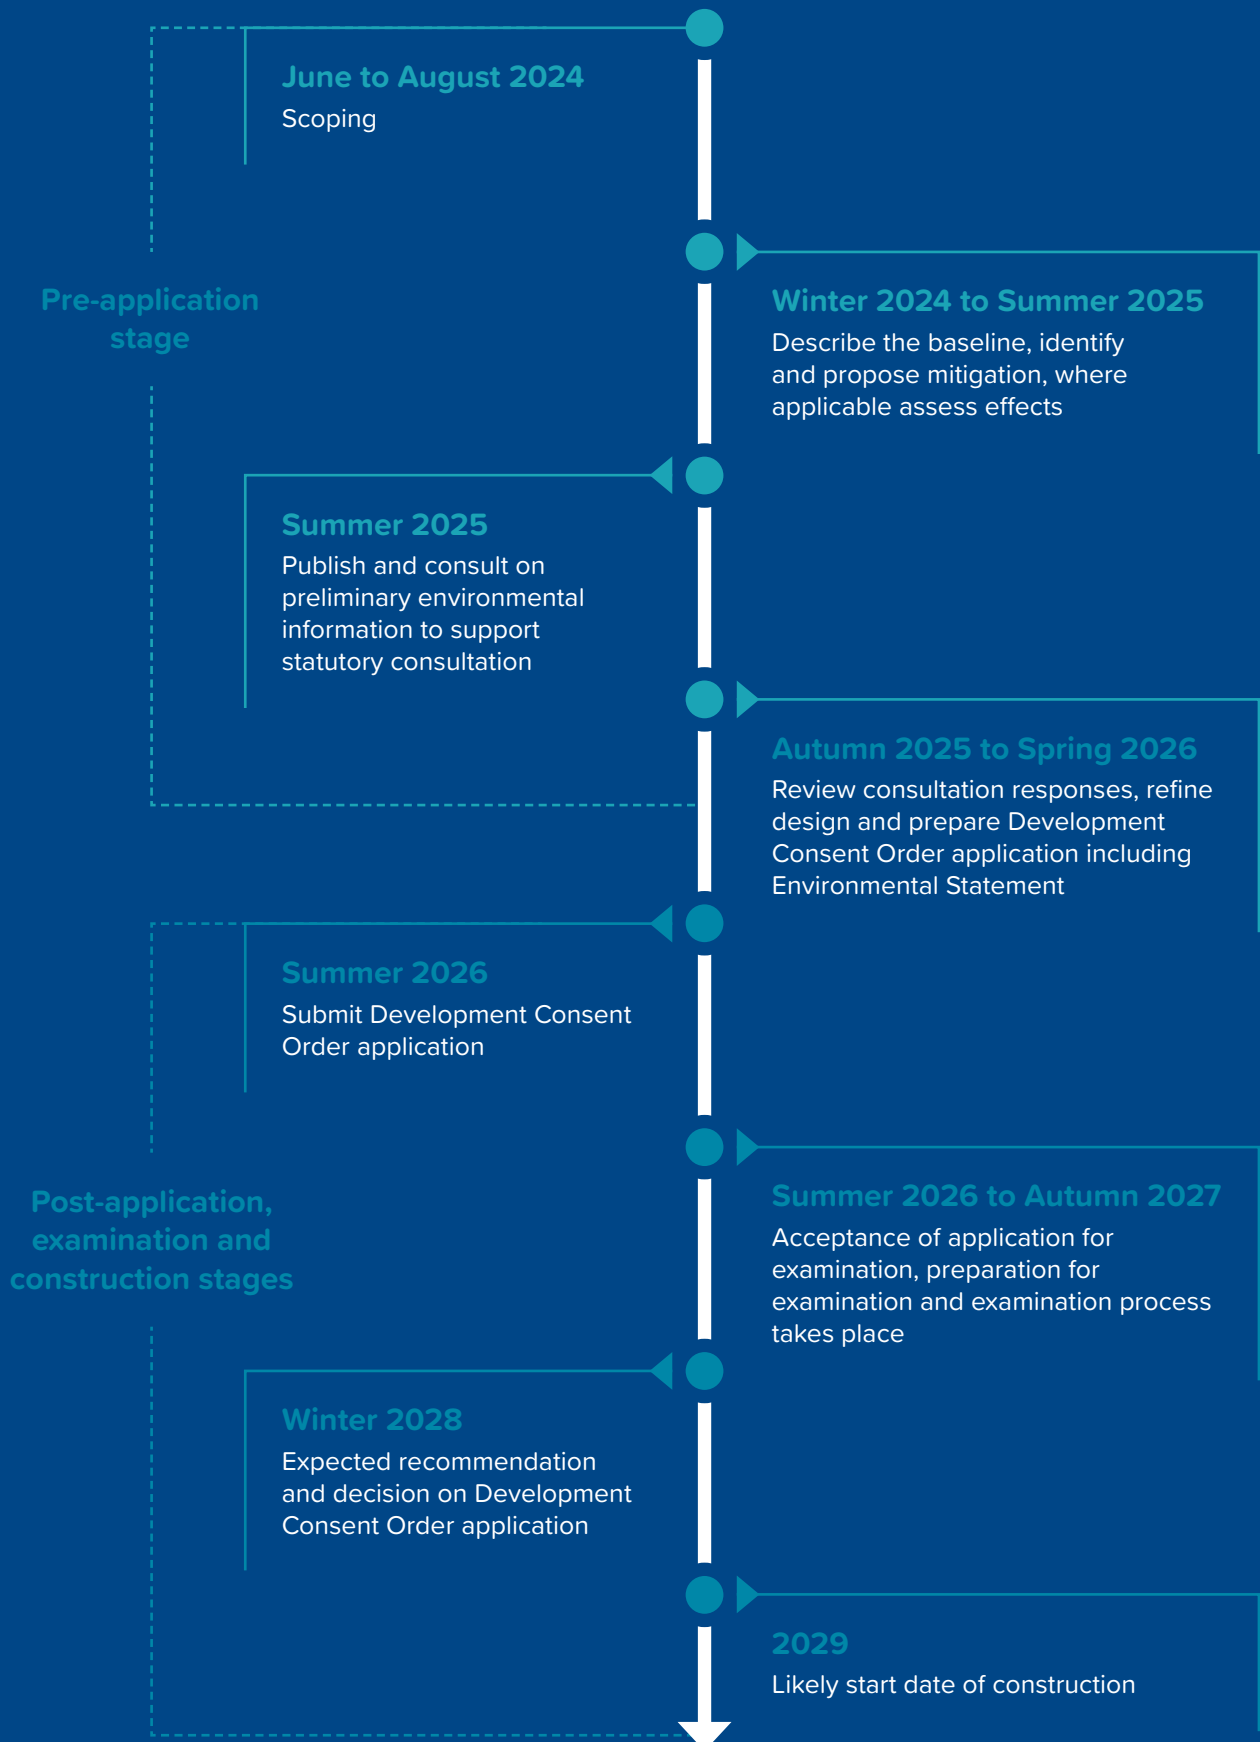 June to August 2024
Scoping
Pre-application
stage
Winter 2024 to Summer 2025
Describe the baseline, identify
and propose mitigation, where
applicable assess effects
Summer 2025
Publish and consult on
preliminary environmental
information to support
statutory consultation
Autumn 2025 to Spring 2026
Review consultation responses, refine
design and prepare Development
Consent Order application including
Environmental Statement
Summer 2026
Submit Development Consent
Order application
Post-application,
examination and
construction stages
Summer 2026 to Autumn 2027
Acceptance of application for
examination, preparation for
examination and examination process
takes place
Winter 2028
Expected recommendation
and decision on Development
Consent Order application
2029
Likely start date of construction